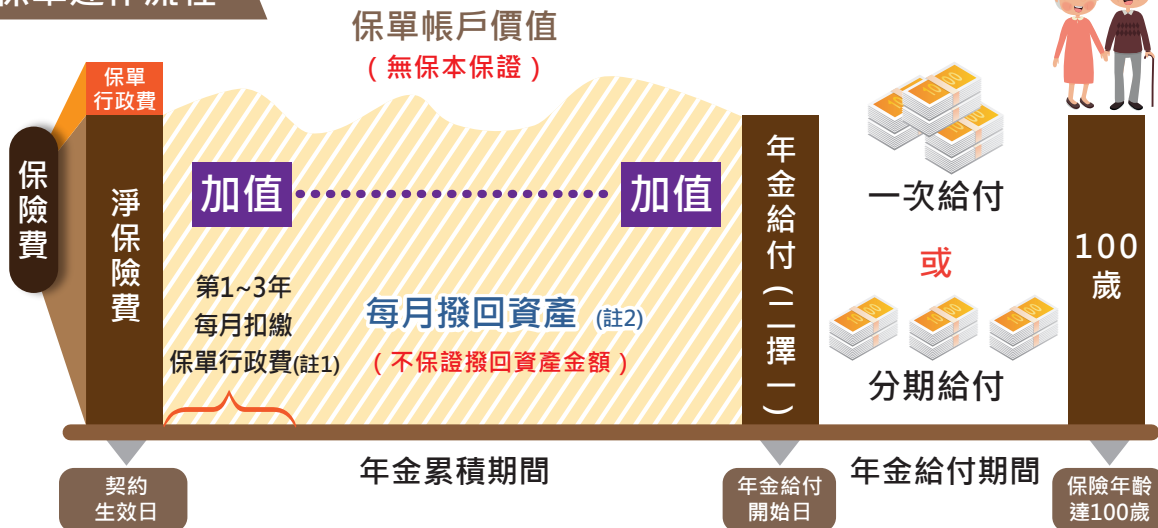 保單運作流程
保單帳戶價值
(無保本保證)
保單
行政費
保險費
淨保險費
加值
加值
第1~3年
每月扣繳
保單行政費(註1)
每月撥回資產 (註2)
(不保證撥回資產金額)
年金給付(二擇一)
一次給付
或
分期給付
100
歲
年金累積期間
年金給付期間
契約
生效日
年金給付
開始日
保險年齡
達100歲